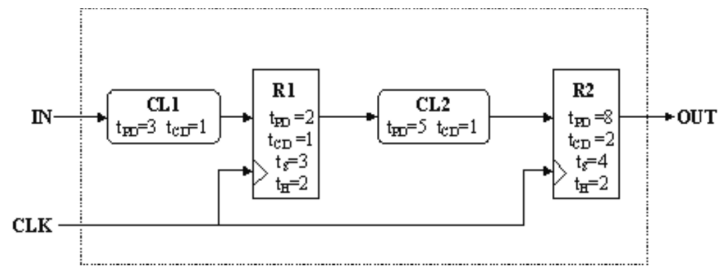 IN
CL1
tPD=3 tCD=1
R1
tPD=2
tCD=1
tS=3
tH=2
CL2
tPD=5 tCD=1
R2
tPD=8
tCD=2
tS=4
tH=2
OUT
CLK